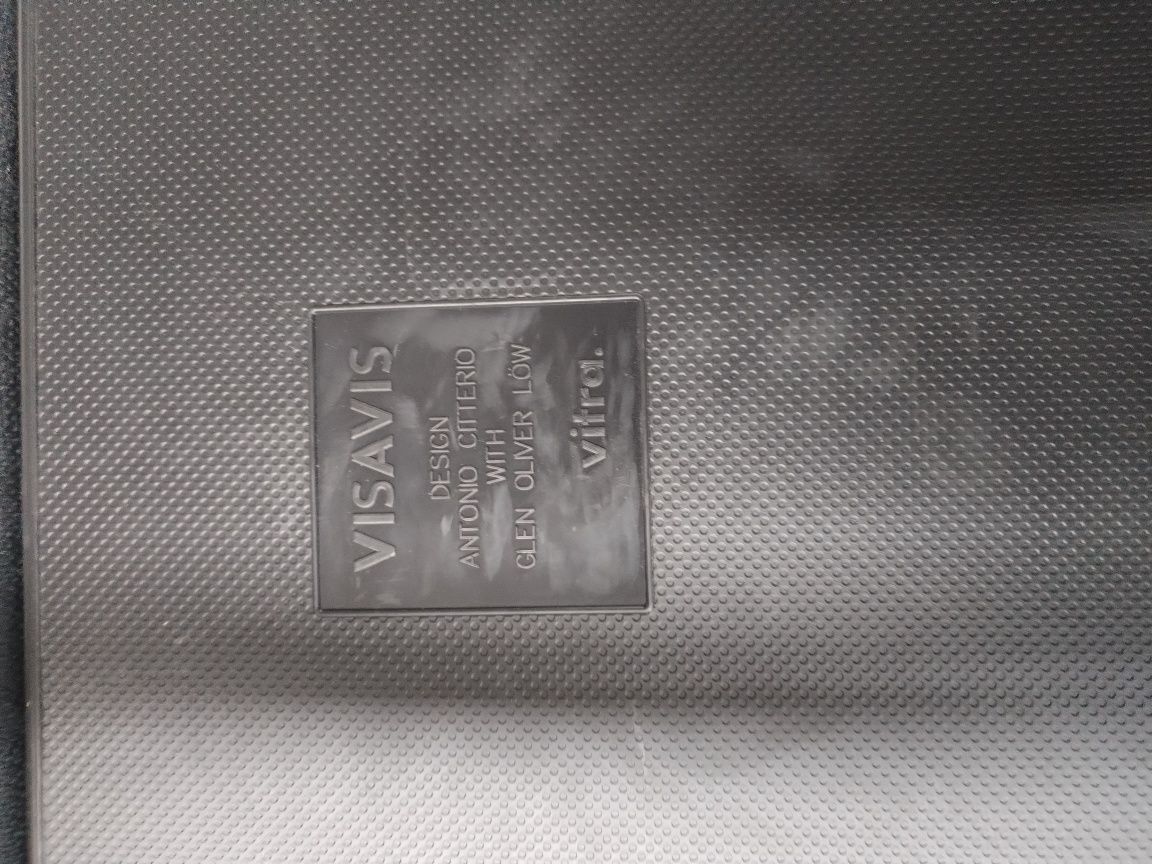 VISAVIS
DESIGN
ANTONIO CITTERIO
WITH
GLEN OLIVER LÖW
vitra.